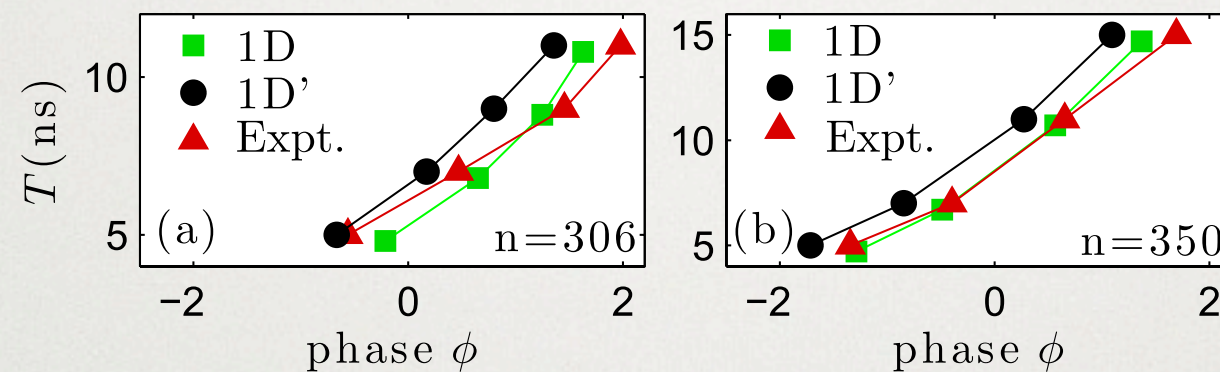 T(ns)
10
5
1D
1D'
Expt.
(a)
n=306
−2
0
2
phase ϕ
15
10
5
1D
1D'
Expt.
(b)
n=350
−2
0
2
phase ϕ